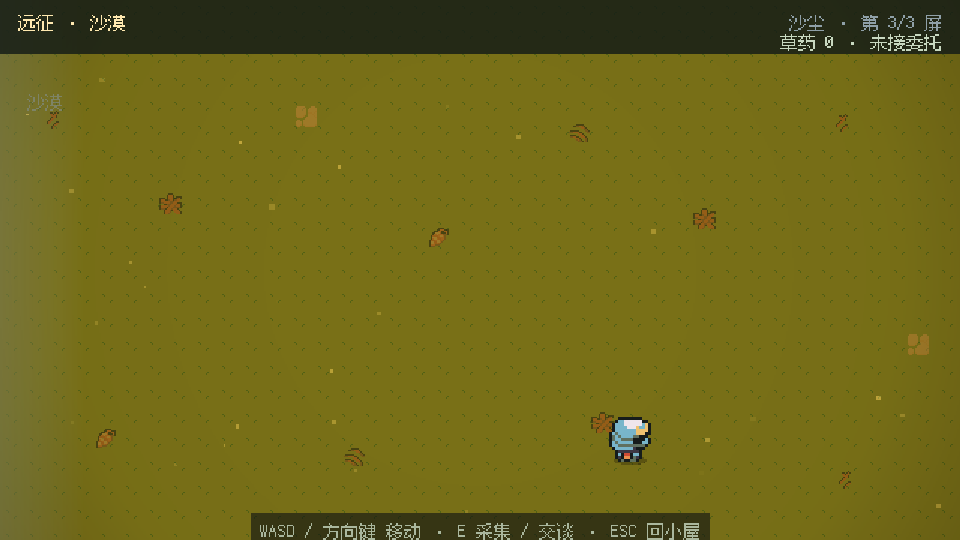 远征 · 沙漠
沙尘 · 第 3/3 屏
草药 0 · 未接委托
沙漠
WASD / 方向键 移动 · E 采集 / 交谈 · ESC 回小屋